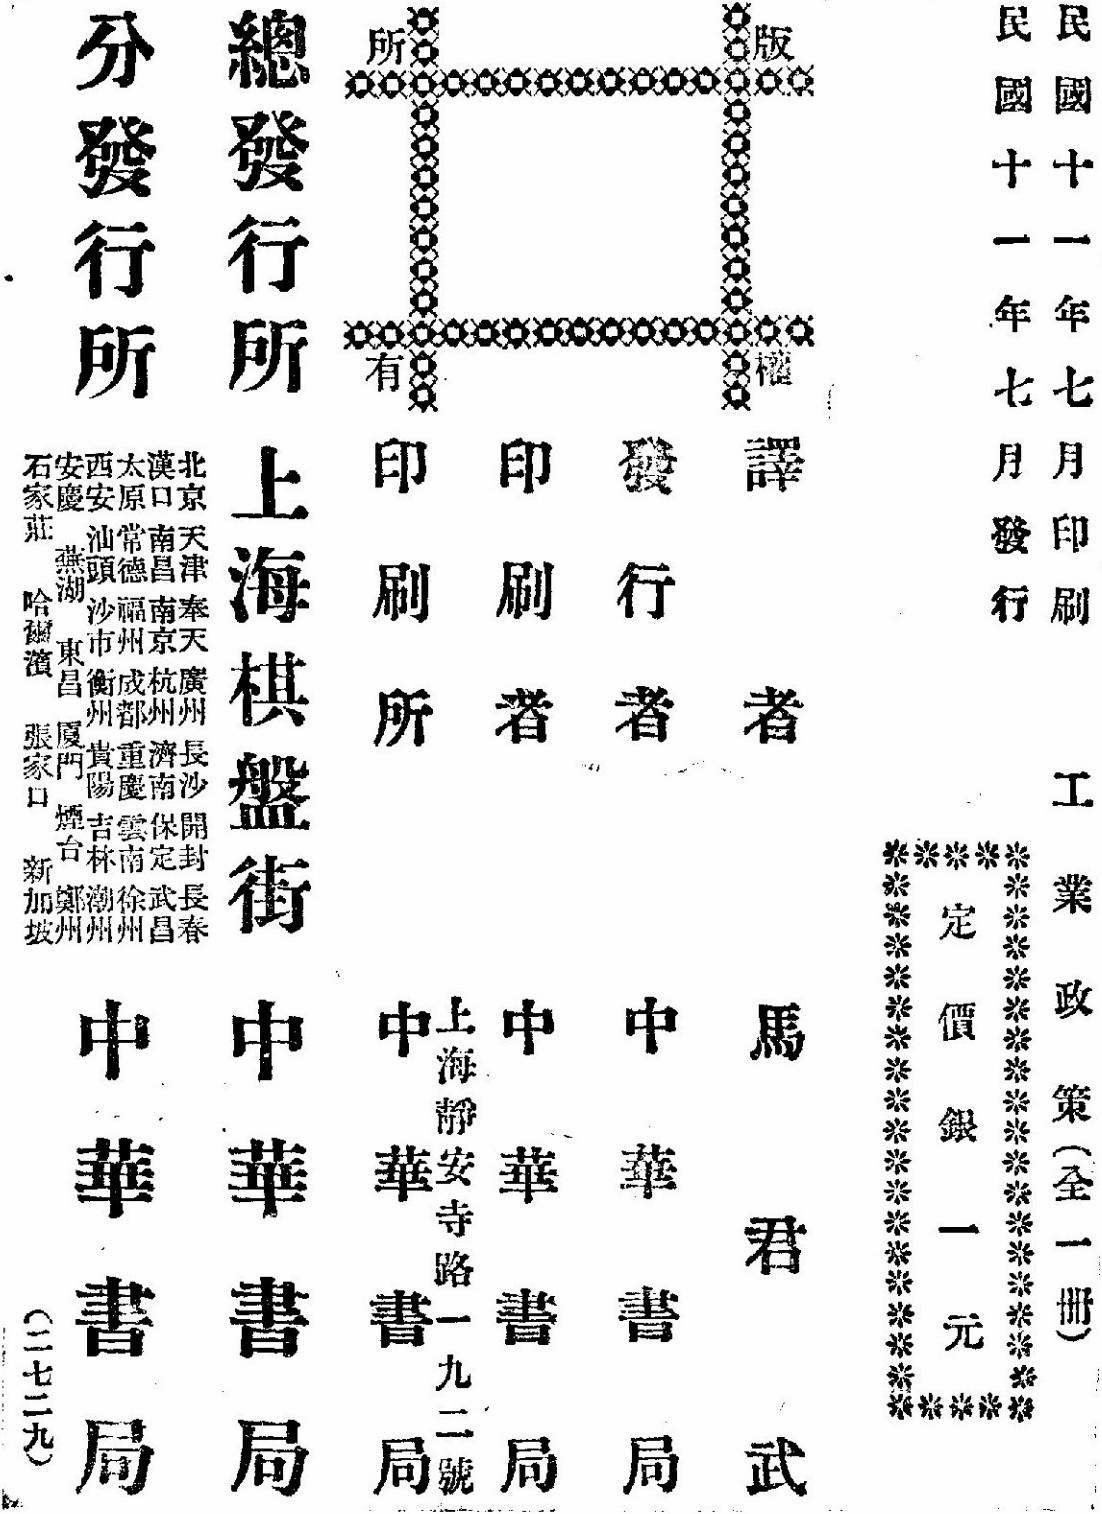 民國十一年七月印刷
民國十一年七月發行
工業政策(全一冊)
定價銀一元
版權所有
譯者 馬君武
發行者 中華書局
印刷者 中華書局
印刷所 上海靜安寺路一九二號 中華書局
總發行所 上海棋盤街 中華書局
分發行所 中華書局
北京 天津 奉天 廣州 長沙 開封 長春
漢口 南昌 南京 杭州 濟南 保定 武昌
太原 常德 福州 成都 重慶 雲南 徐州
西安 汕頭 沙市 衡州 貴陽 吉林 潮州
安慶 蕪湖 東昌 厦門 煙台 鄭州
石家莊 哈爾濱 張家口 新加坡
(二七二九)